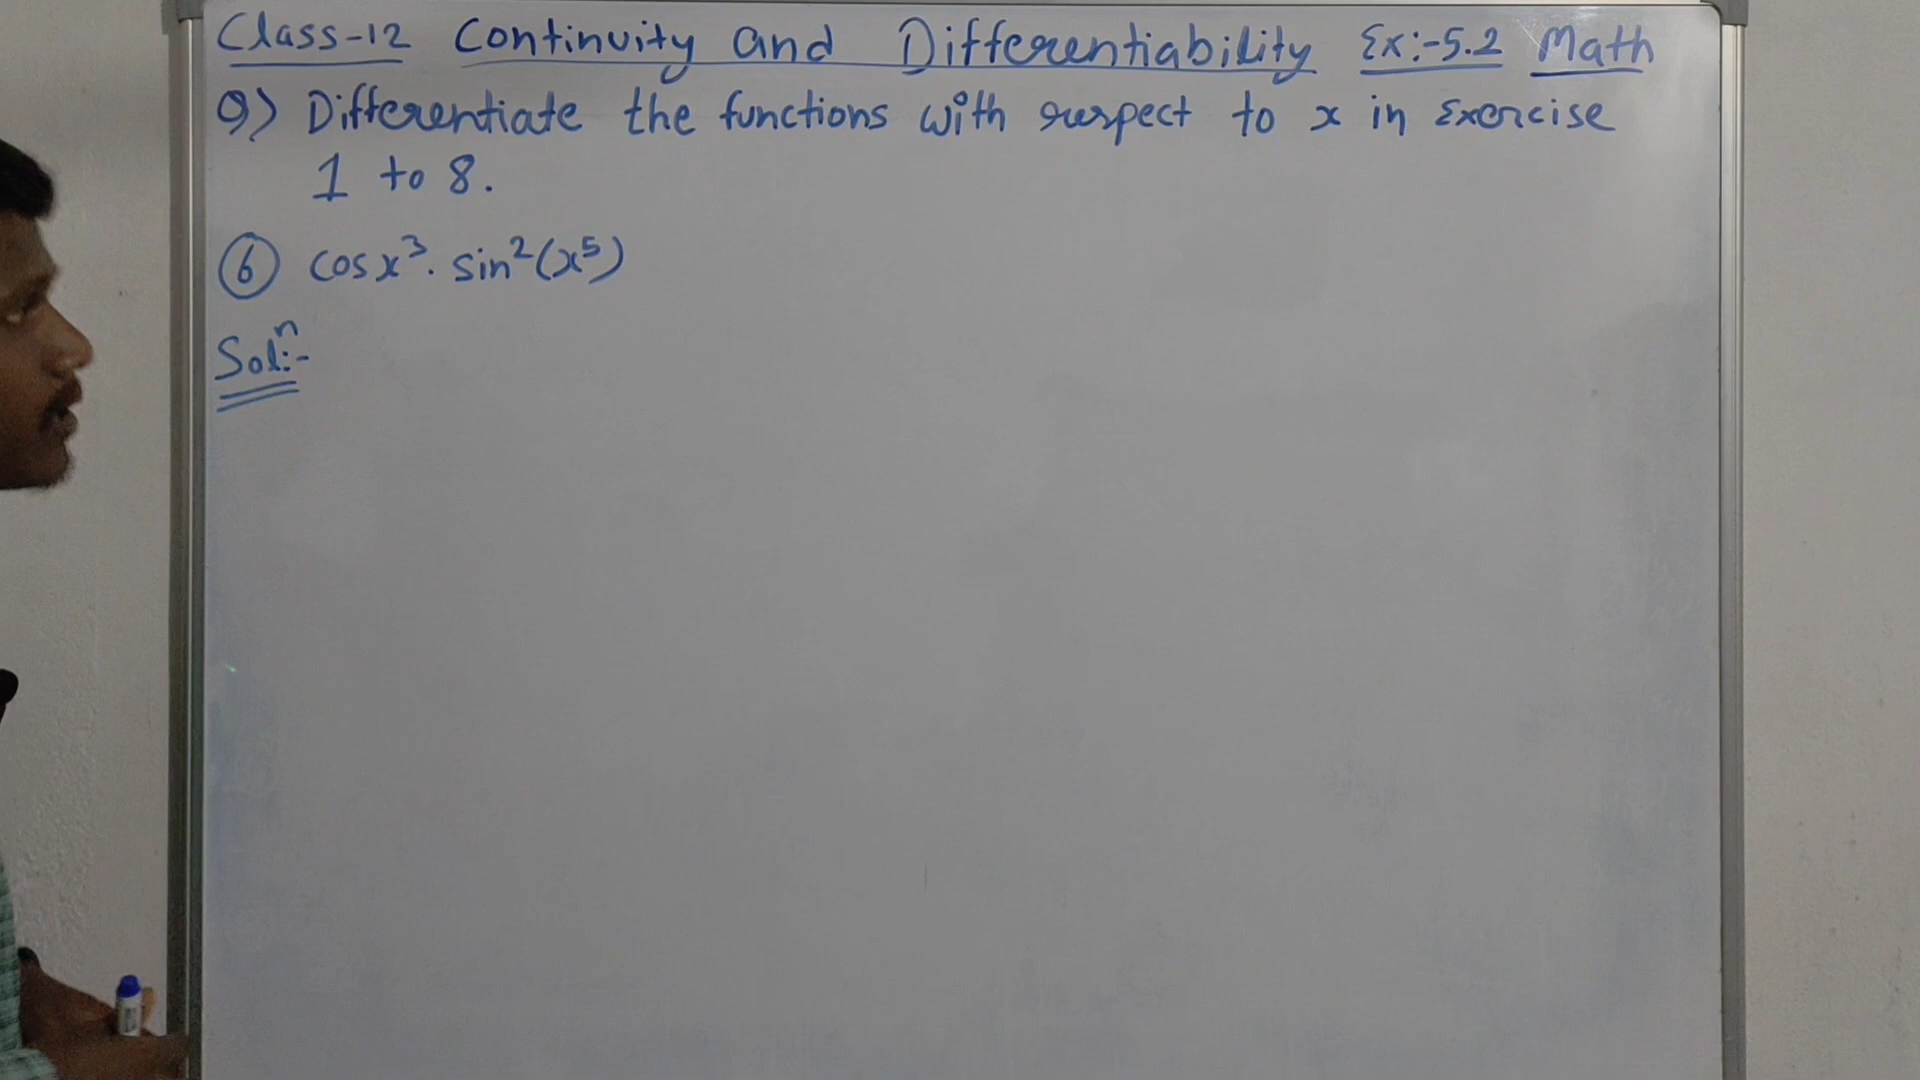 Class-12 Continuity and Differentiability Ex:-5.2 Math
Q) Differentiate the functions with respect to x in Exercise
1 to 8.
⑥ cos x³. sin²(x⁵)
Solⁿ:-